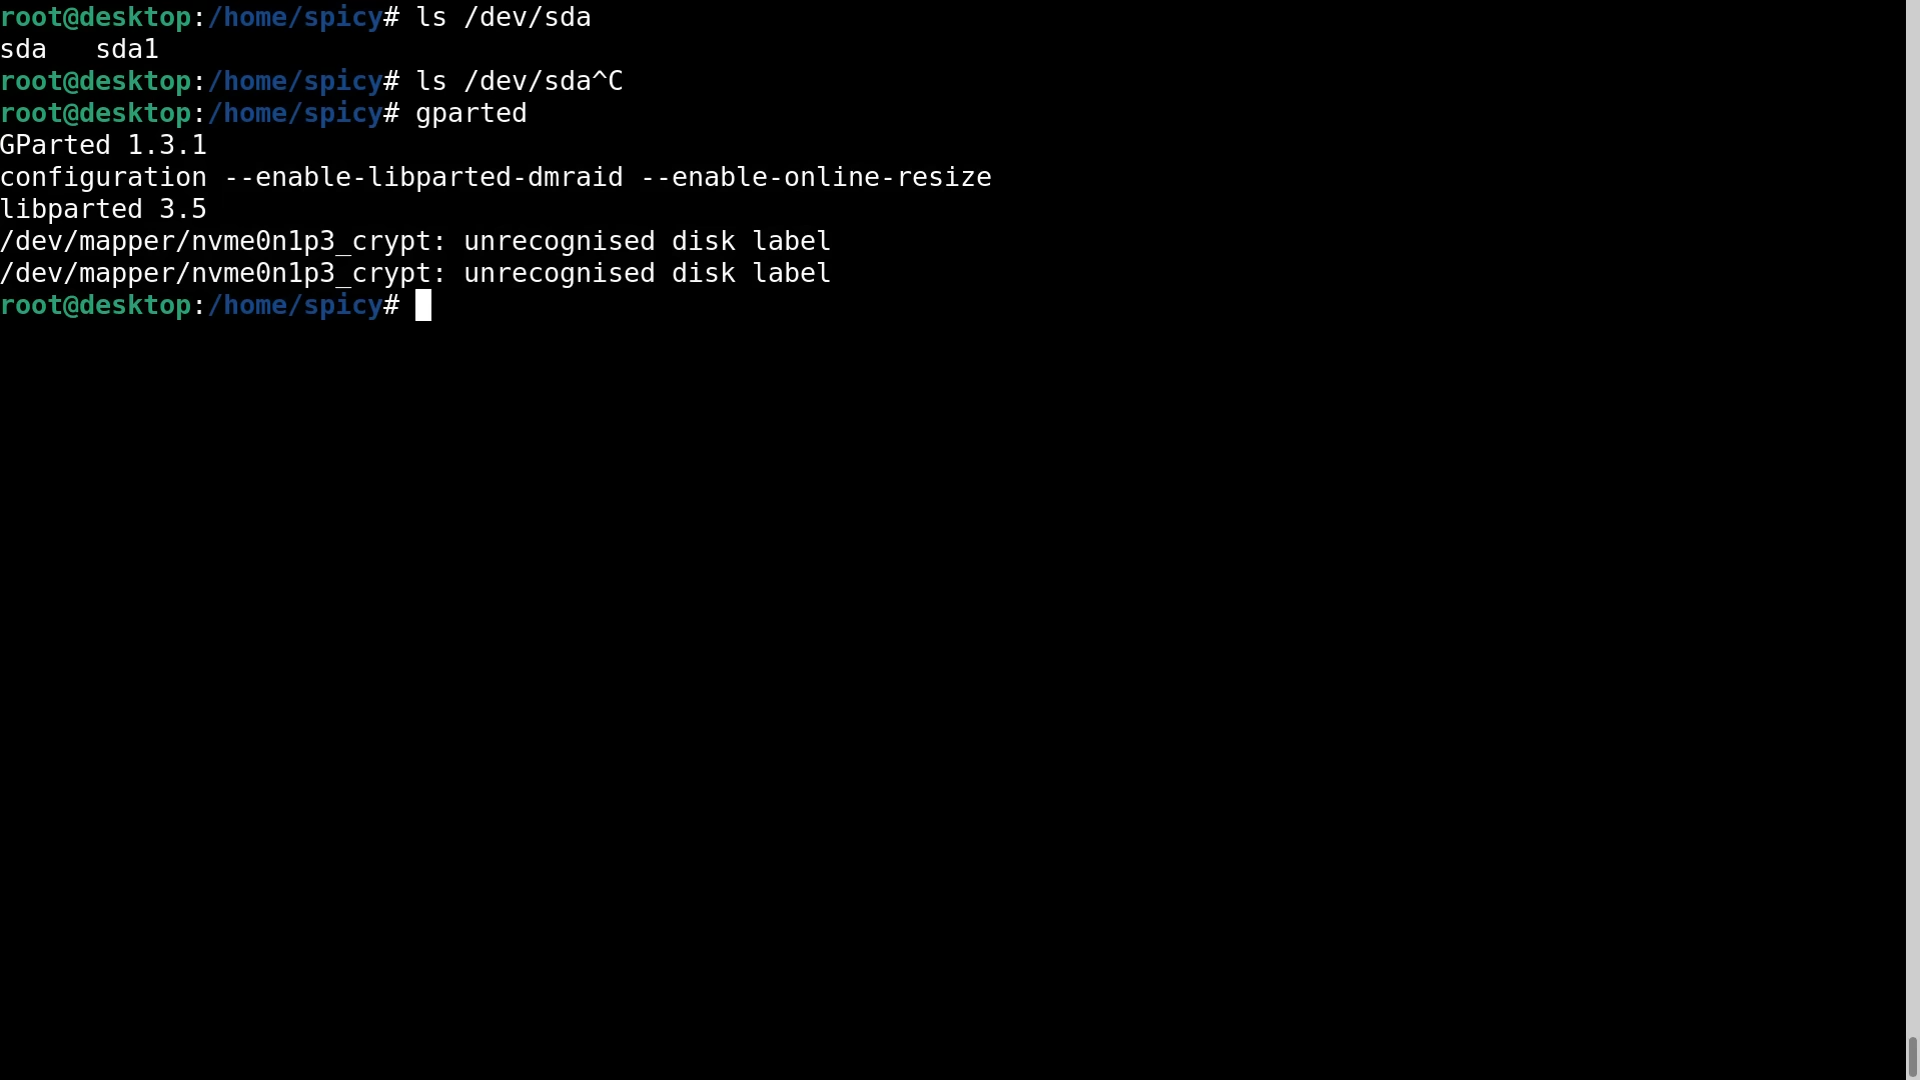 root@desktop:/home/spicy# ls /dev/sda
sda   sda1
root@desktop:/home/spicy# ls /dev/sda^C
root@desktop:/home/spicy# gparted
GParted 1.3.1
configuration --enable-libparted-dmraid --enable-online-resize
libparted 3.5
/dev/mapper/nvme0n1p3_crypt: unrecognised disk label
/dev/mapper/nvme0n1p3_crypt: unrecognised disk label
root@desktop:/home/spicy#